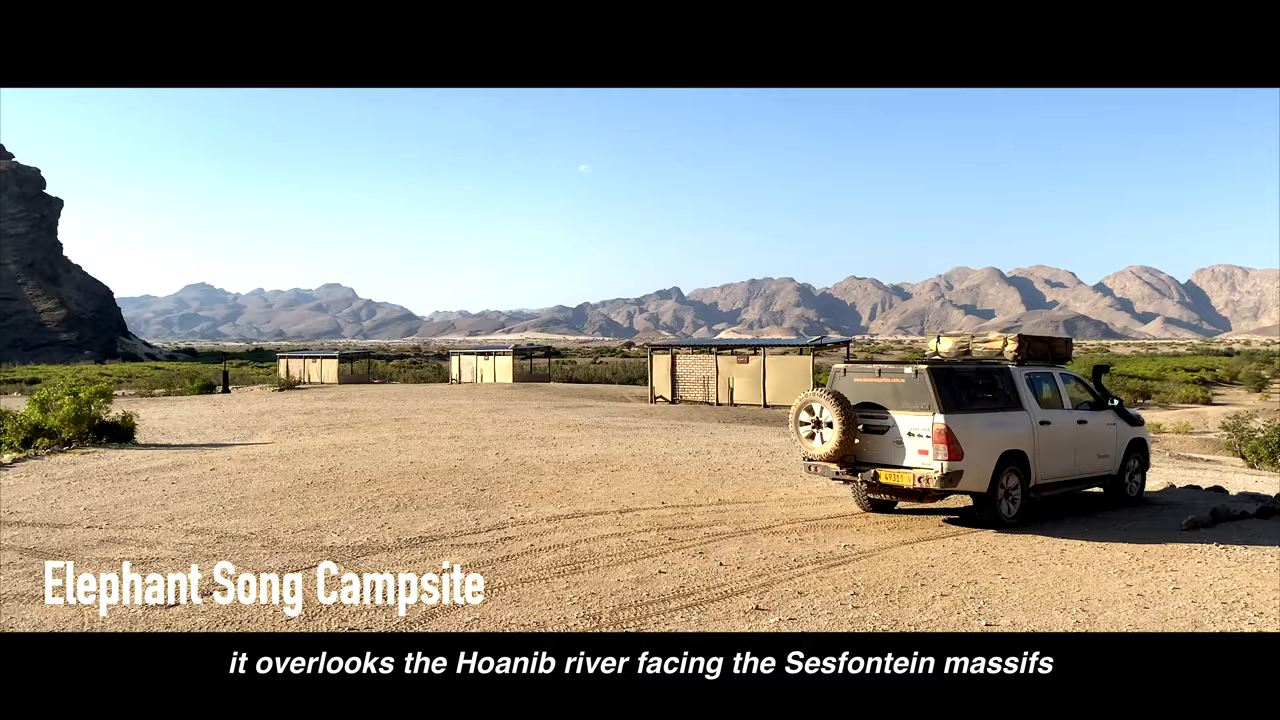 Elephant Song Campsite
it overlooks the Hoanib river facing the Sesfontein massifs